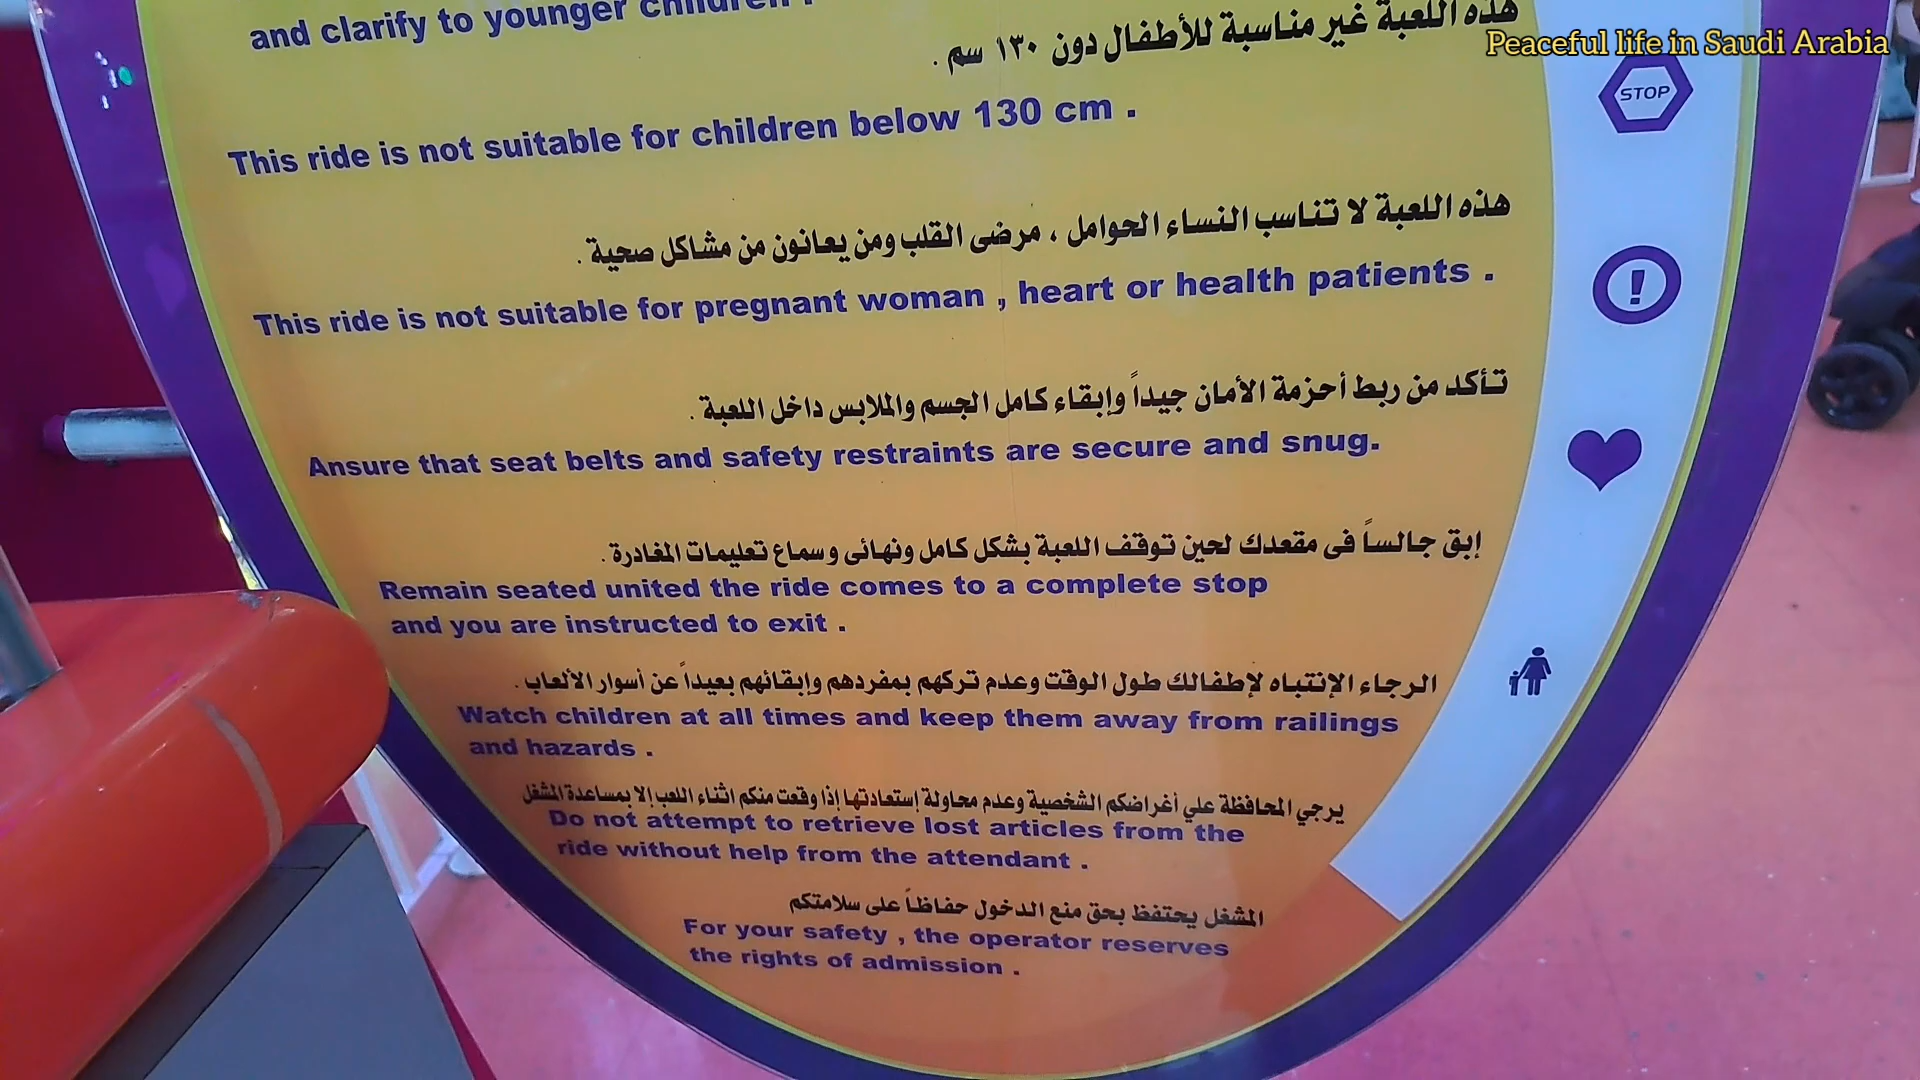 and clarify to younger children .
Peaceful life in Saudi Arabia
هذه اللعبة غير مناسبة للأطفال دون ١٣٠ سم .
STOP
This ride is not suitable for children below 130 cm .
هذه اللعبة لا تناسب النساء الحوامل ، مرضى القلب ومن يعانون من مشاكل صحية .
This ride is not suitable for pregnant woman , heart or health patients .
!
تأكد من ربط أحزمة الأمان جيداً وإبقاء كامل الجسم والملابس داخل اللعبة .
Ansure that seat belts and safety restraints are secure and snug.
إبق جالساً فى مقعدك لحين توقف اللعبة بشكل كامل ونهائى وسماع تعليمات المغادرة .
Remain seated united the ride comes to a complete stop
and you are instructed to exit .
الرجاء الإنتباه لإطفالك طول الوقت وعدم تركهم بمفردهم وإبقائهم بعيداً عن أسوار الألعاب .
Watch children at all times and keep them away from railings
and hazards .
يرجي المحافظة علي أغراضكم الشخصية وعدم محاولة إستعادتها إذا وقعت منكم اثناء اللعب إلا بمساعدة المشغل
Do not attempt to retrieve lost articles from the
ride without help from the attendant .
المشغل يحتفظ بحق منع الدخول حفاظاً على سلامتكم
For your safety , the operator reserves
the rights of admission .